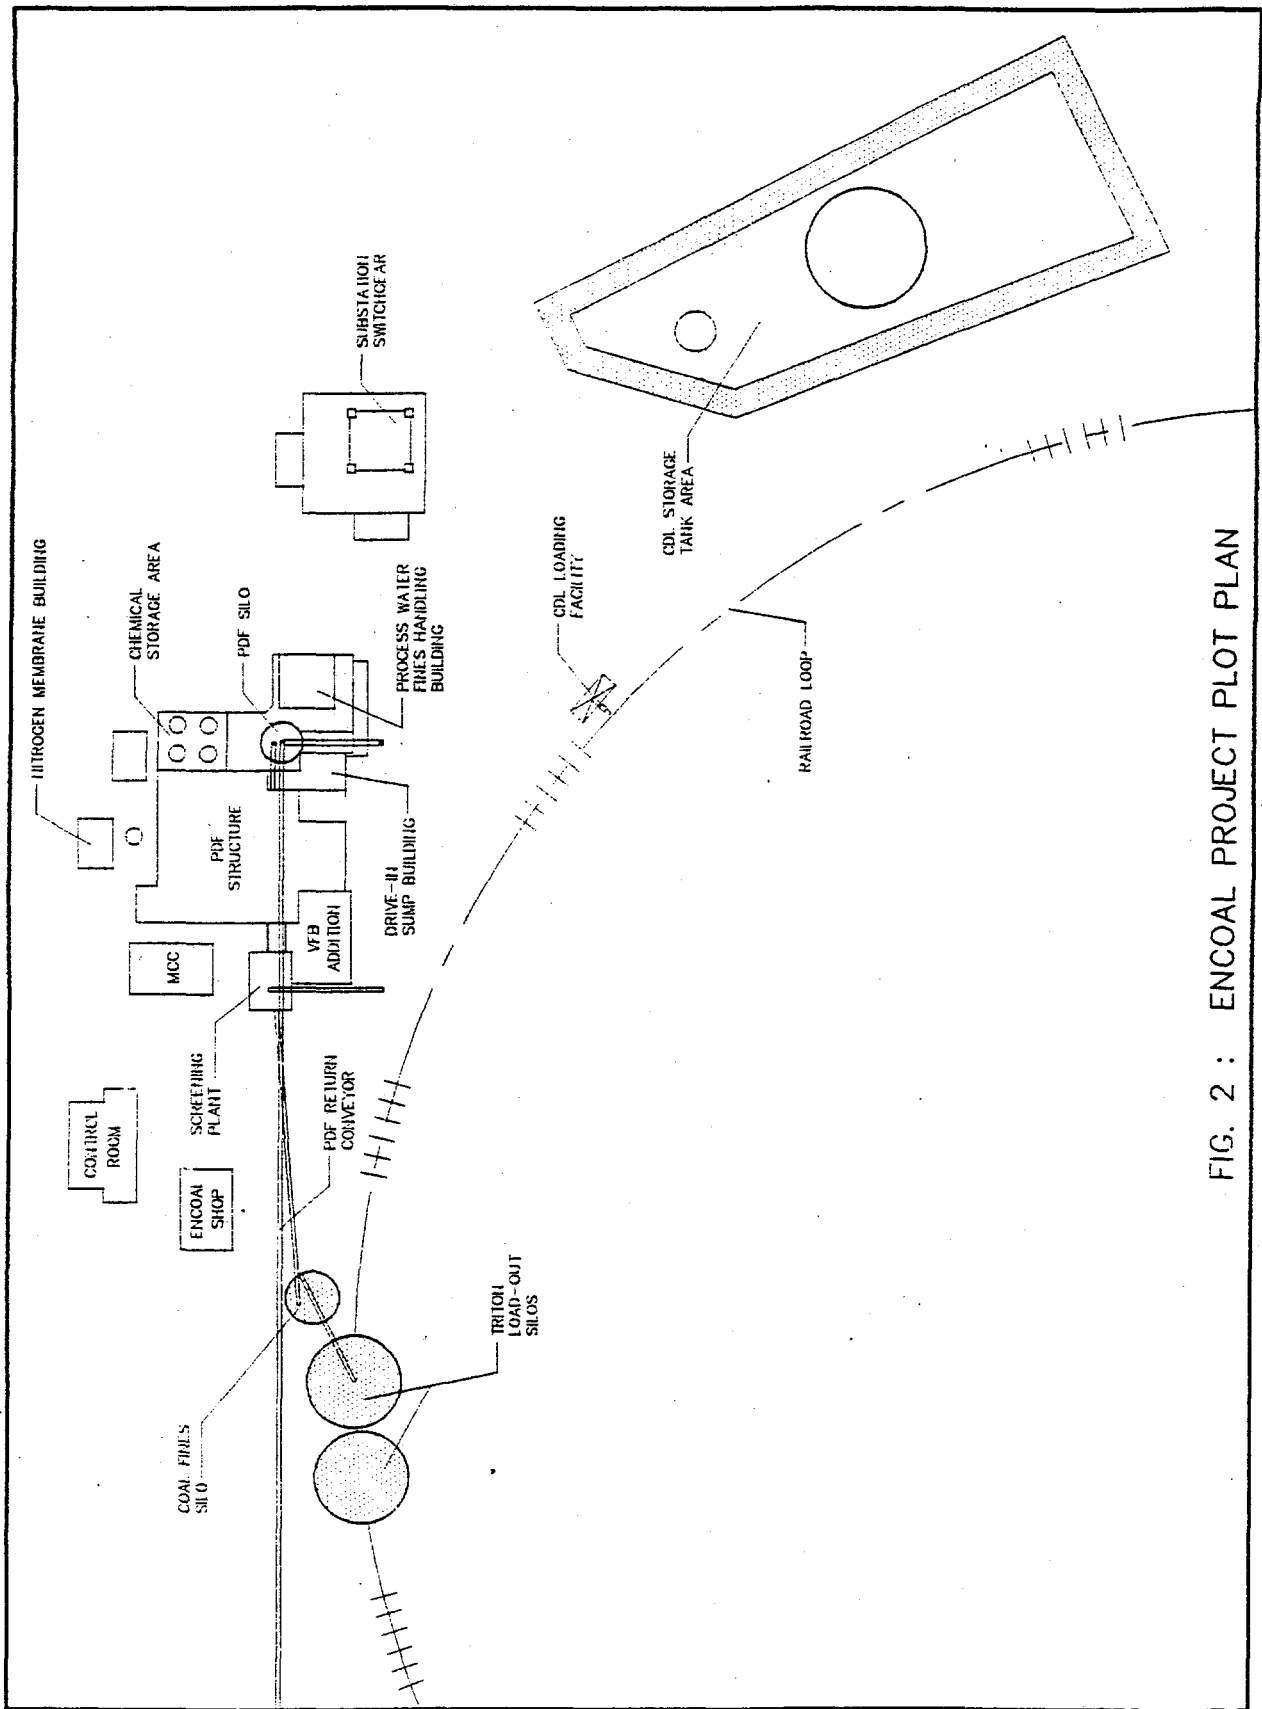 NITROGEN MEMBRANE BUILDING
CHEMICAL
STORAGE AREA
PDF SILO
SUBSTATION
SWITCHGEAR
PROCESS WATER
FINES HANDLING
BUILDING
PDF
STRUCTURE
DRIVE-IN
SUMP BUILDING
VFB
ADDITION
MCC
SCREENING
PLANT
CONTROL
ROOM
ENCOAL
SHOP
PDF RETURN
CONVEYOR
COAL FINES
SILO
TRITON
LOAD-OUT
SILOS
CDL LOADING
FACILITY
CDL STORAGE
TANK AREA
RAILROAD LOOP
FIG. 2 : ENCOAL PROJECT PLOT PLAN